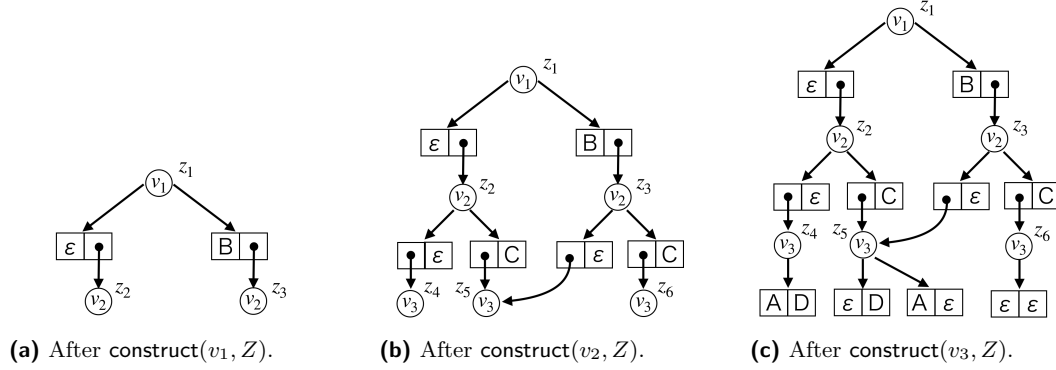 z1
v1
ε
B
v2
z2
v2
z3
(a) After construct(v1, Z).
z1
v1
ε
B
v2
z2
v2
z3
ε
C
ε
C
v3
z4
z5
v3
v3
z6
(b) After construct(v2, Z).
z1
v1
ε
B
v2
z2
v2
z3
ε
C
ε
C
v3
z4
z5
v3
v3
z6
A D
ε D
A ε
ε ε
(c) After construct(v3, Z).